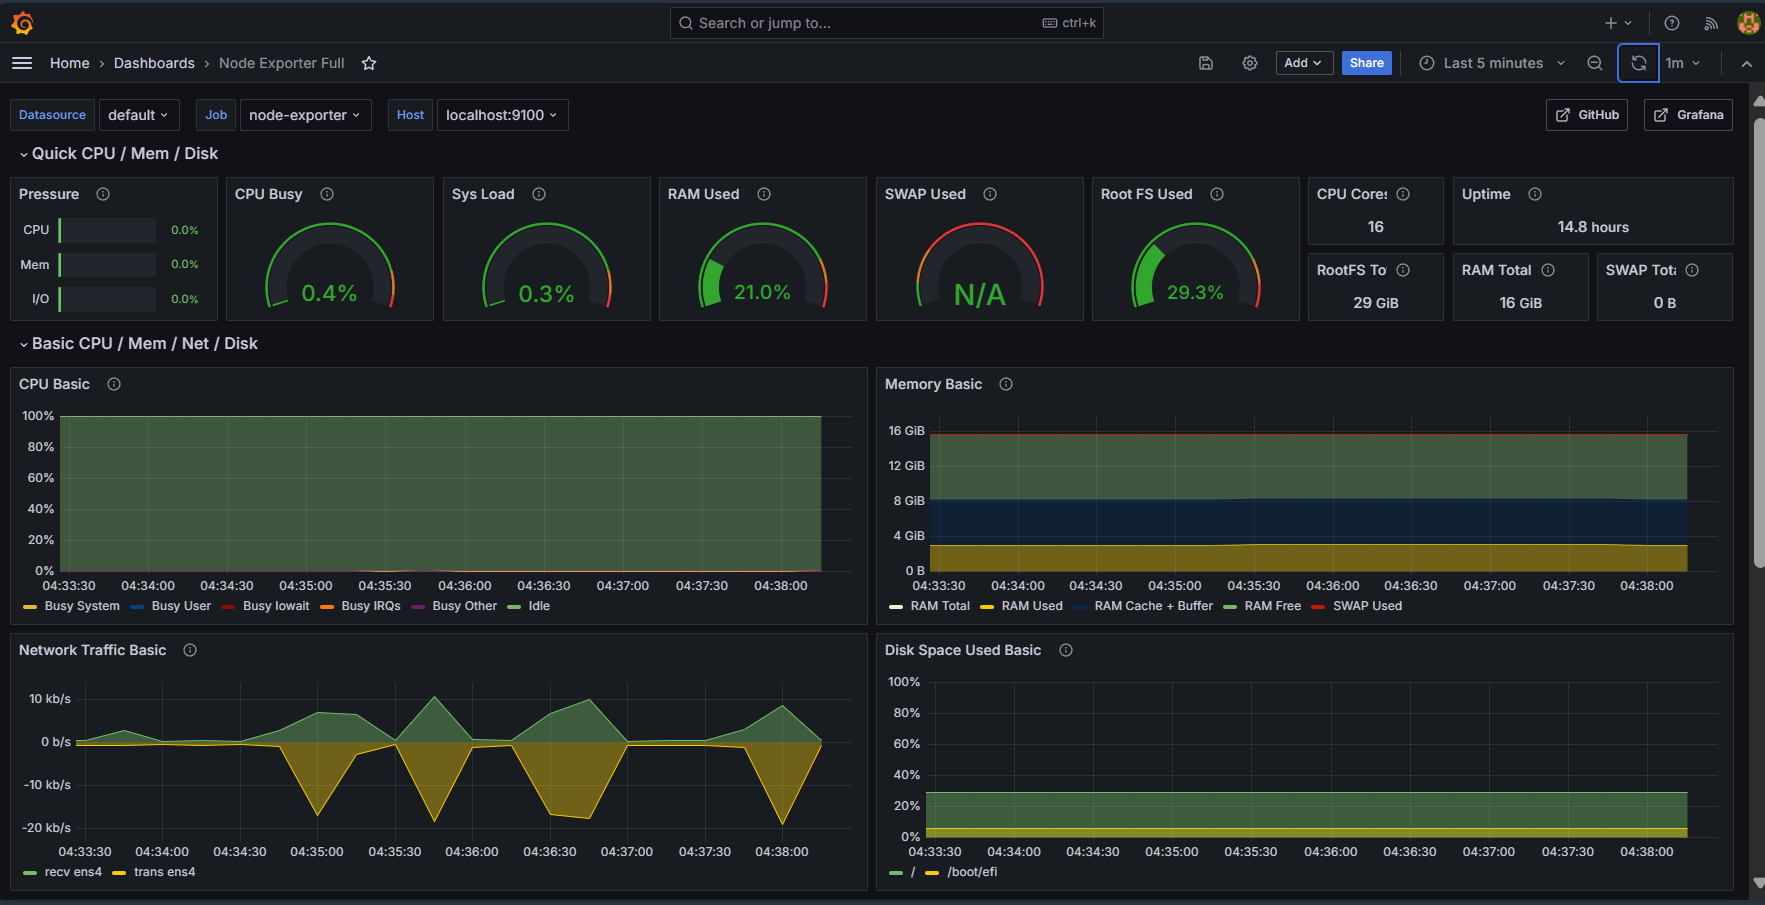 Search or jump to... ctrl+k
Home › Dashboards › Node Exporter Full Add Share Last 5 minutes 1m
Datasource default Job node-exporter Host localhost:9100 GitHub Grafana
Quick CPU / Mem / Disk
Pressure
CPU 0.0%
Mem 0.0%
I/O 0.0%
CPU Busy
0.4%
Sys Load
0.3%
RAM Used
21.0%
SWAP Used
N/A
Root FS Used
29.3%
CPU Cores
16
Uptime
14.8 hours
RootFS To
29 GiB
RAM Total
16 GiB
SWAP Tota
0 B
Basic CPU / Mem / Net / Disk
CPU Basic
100%
80%
60%
40%
20%
0%
04:33:30 04:34:00 04:34:30 04:35:00 04:35:30 04:36:00 04:36:30 04:37:00 04:37:30 04:38:00
Busy System Busy User Busy Iowait Busy IRQs Busy Other Idle
Memory Basic
16 GiB
12 GiB
8 GiB
4 GiB
0 B
04:33:30 04:34:00 04:34:30 04:35:00 04:35:30 04:36:00 04:36:30 04:37:00 04:37:30 04:38:00
RAM Total RAM Used RAM Cache + Buffer RAM Free SWAP Used
Network Traffic Basic
10 kb/s
0 b/s
-10 kb/s
-20 kb/s
04:33:30 04:34:00 04:34:30 04:35:00 04:35:30 04:36:00 04:36:30 04:37:00 04:37:30 04:38:00
recv ens4 trans ens4
Disk Space Used Basic
100%
80%
60%
40%
20%
0%
04:33:30 04:34:00 04:34:30 04:35:00 04:35:30 04:36:00 04:36:30 04:37:00 04:37:30 04:38:00
/ /boot/efi